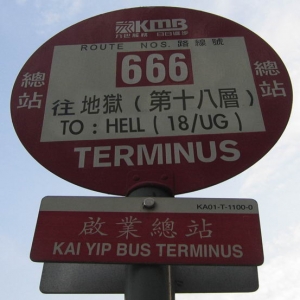 KMB
ROUTE NOS. 路線號
666
總站
總站
往地獄（第十八層）
TO : HELL ( 18/UG )
TERMINUS
KA01-T-1100-0
啟業總站
KAI YIP BUS TERMINUS